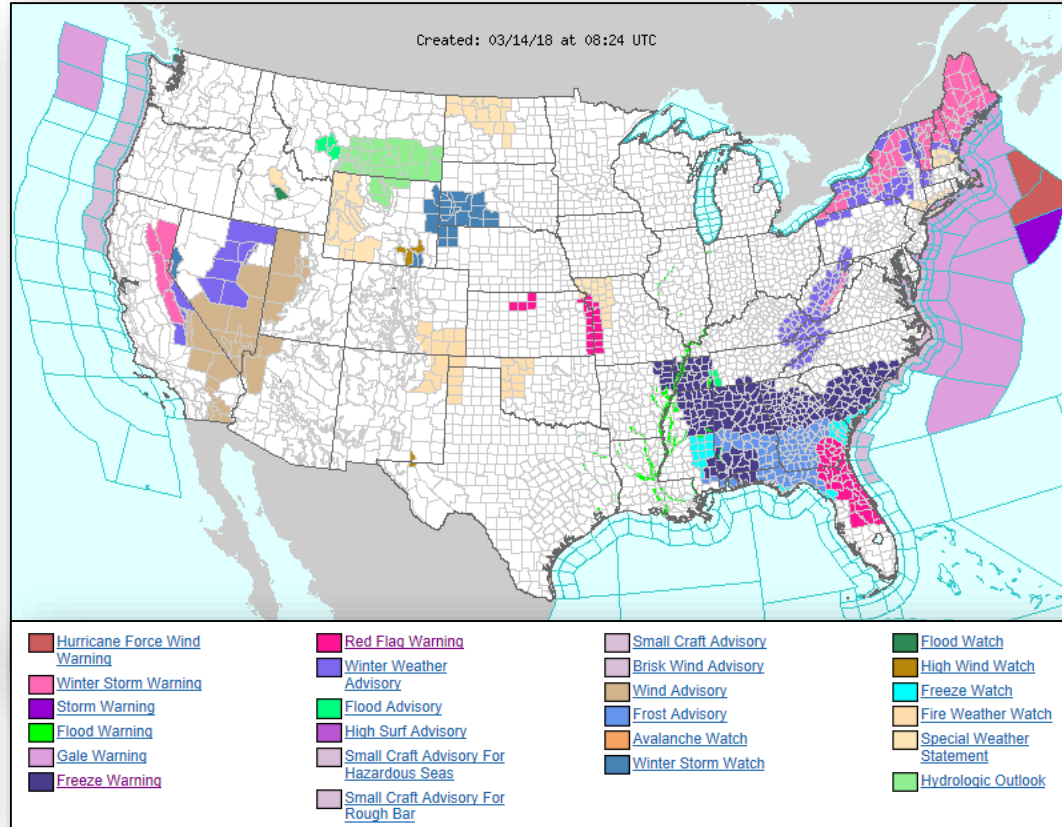 Created: 03/14/18 at 08:24 UTC
Hurricane Force Wind
Warning
Winter Storm Warning
Storm Warning
Flood Warning
Gale Warning
Freeze Warning
Red Flag Warning
Winter Weather
Advisory
Flood Advisory
High Surf Advisory
Small Craft Advisory For
Hazardous Seas
Small Craft Advisory For
Rough Bar
Small Craft Advisory
Brisk Wind Advisory
Wind Advisory
Frost Advisory
Avalanche Watch
Winter Storm Watch
Flood Watch
High Wind Watch
Freeze Watch
Fire Weather Watch
Special Weather
Statement
Hydrologic Outlook